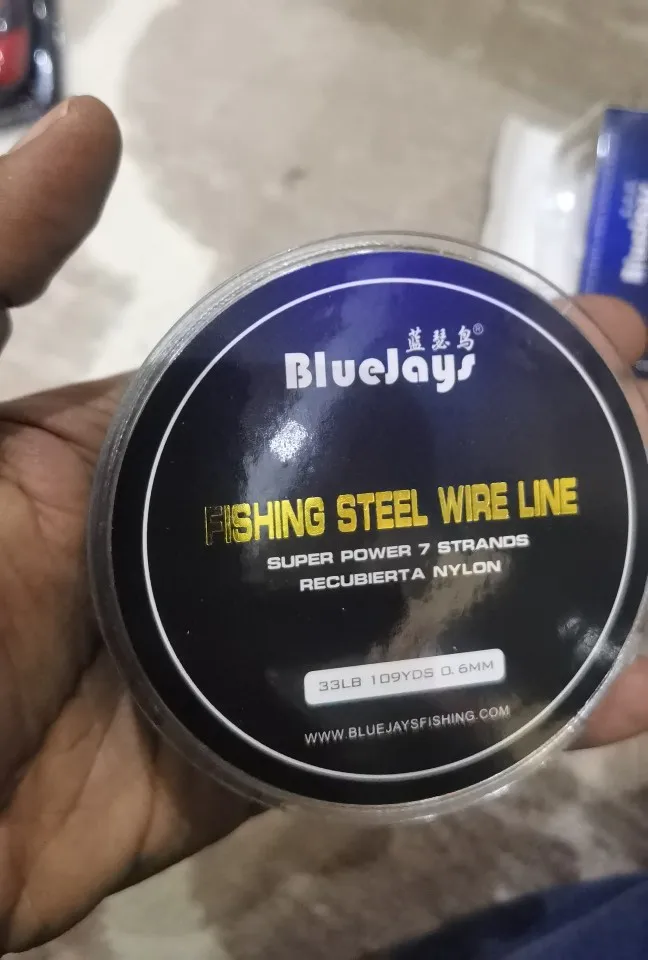 蓝瑟鸟®
BlueJays
FISHING STEEL WIRE LINE
SUPER POWER 7 STRANDS
RECUBIERTA NYLON
33LB 109YDS 0.6MM
WWW.BLUEJAYSFISHING.COM
BlueJays